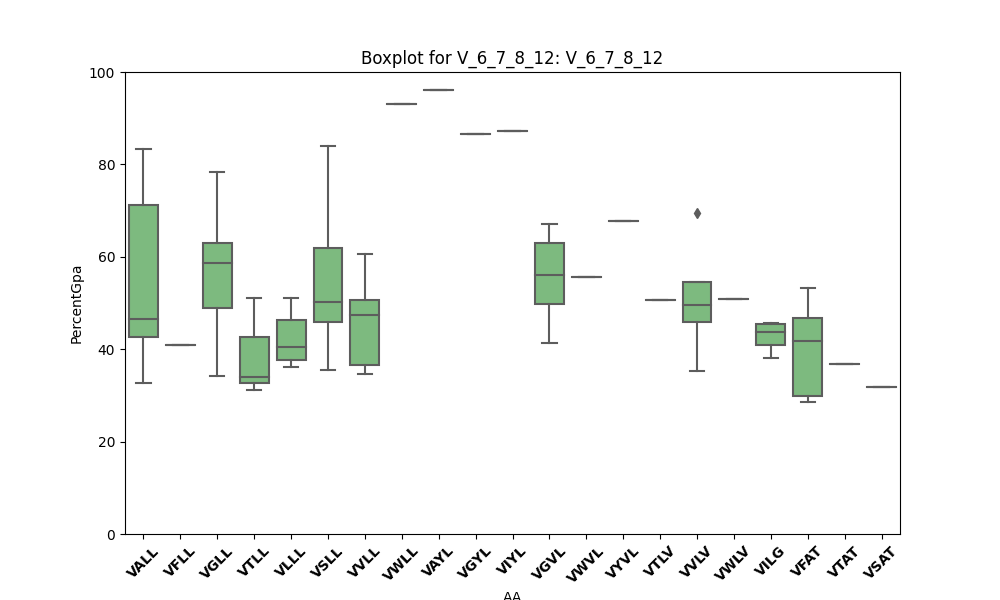 Boxplot for V_6_7_8_12: V_6_7_8_12
100
80
60
40
20
0
PercentGpa
VALL
VFLL
VGLL
VTLL
VLLL
VSLL
VVLL
VWLL
VAYL
VGYL
VIYL
VGVL
VWVL
VYVL
VTLV
VVLV
VWLV
VILG
VFAT
VTAT
VSAT
AA